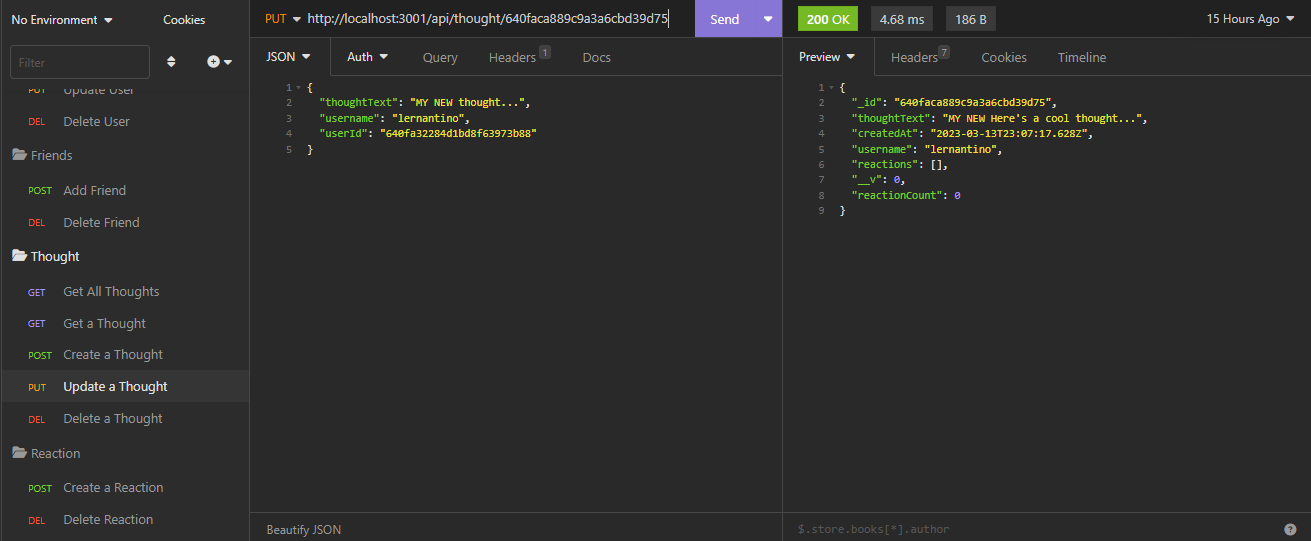 No Environment Cookies
Filter
PUT Update User
DEL Delete User
Friends
POST Add Friend
DEL Delete Friend
Thought
GET Get All Thoughts
GET Get a Thought
POST Create a Thought
PUT Update a Thought
DEL Delete a Thought
Reaction
POST Create a Reaction
DEL Delete Reaction
PUT http://localhost:3001/api/thought/640faca889c9a3a6cbd39d75 Send
JSON Auth Query Headers 1 Docs
1 {
2 "thoughtText": "MY NEW thought...",
3 "username": "lernantino",
4 "userId": "640fa32284d1bd8f63973b88"
5 }
Beautify JSON
200 OK 4.68 ms 186 B 15 Hours Ago
Preview Headers 7 Cookies Timeline
1 {
2 "_id": "640faca889c9a3a6cbd39d75",
3 "thoughtText": "MY NEW Here's a cool thought...",
4 "createdAt": "2023-03-13T23:07:17.628Z",
5 "username": "lernantino",
6 "reactions": [],
7 "__v": 0,
8 "reactionCount": 0
9 }
$.store.books[*].author ?